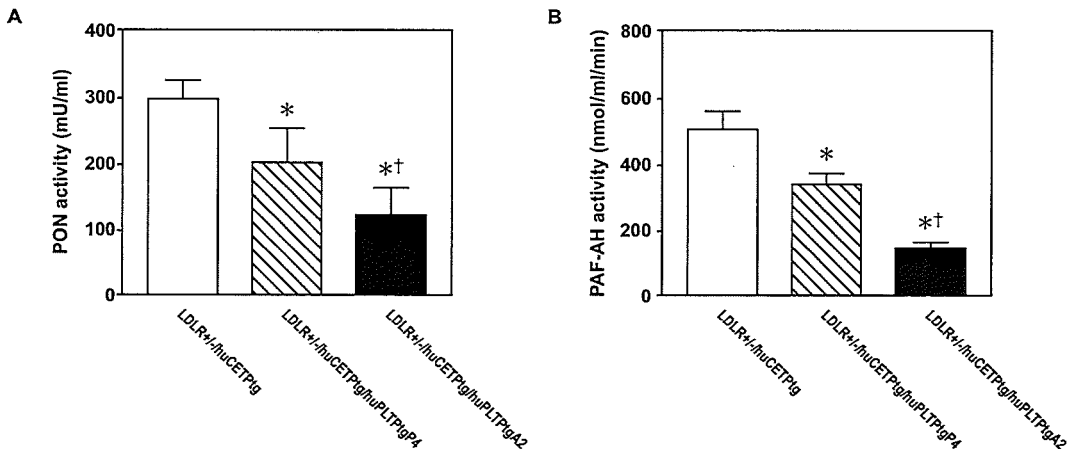 A
PON activity (mU/ml)
400
300
200
100
0
*
*†
LDLR+/-/huCETPtg
LDLR+/-/huCETPtg/huPLTPtgP4
LDLR+/-/huCETPtg/huPLTPtgA2
B
PAF-AH activity (nmol/ml/min)
800
600
400
200
0
*
*†
LDLR+/-/huCETPtg
LDLR+/-/huCETPtg/huPLTPtgP4
LDLR+/-/huCETPtg/huPLTPtgA2